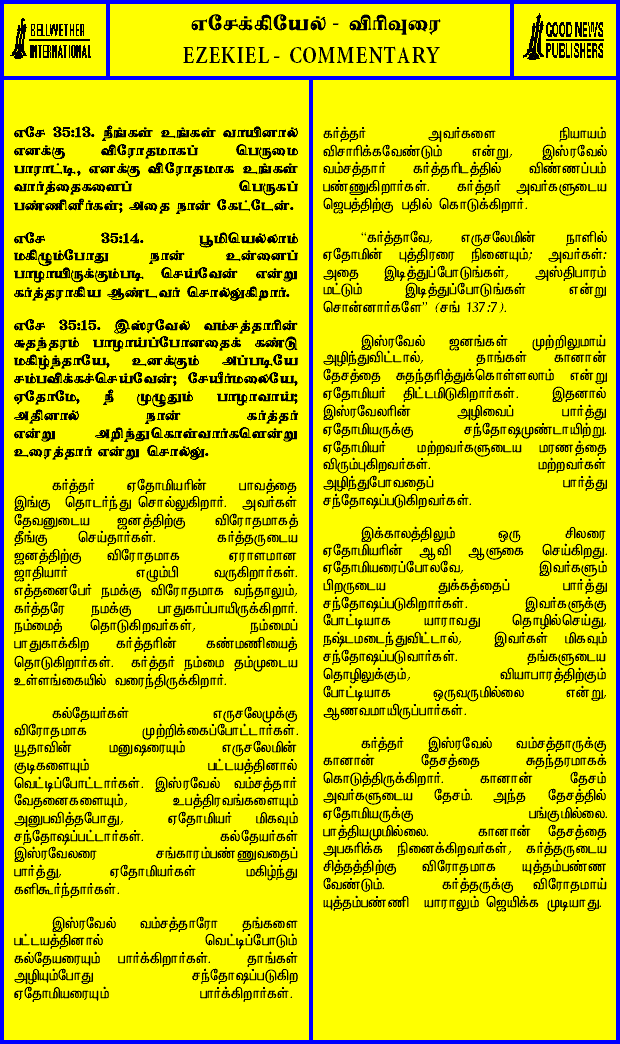 BELLWETHER
INTERNATIONAL
எசேக்கியேல் - விரிவுரை
EZEKIEL - COMMENTARY
GOOD NEWS
PUBLISHERS
எசே 35:13. நீங்கள் உங்கள் வாயினால்
எனக்கு விரோதமாகப் பெருமை
பாராட்டி, எனக்கு விரோதமாக உங்கள்
வார்த்தைகளைப் பெருகப்
பண்ணினீர்கள்; அதை நான் கேட்டேன்.
எசே 35:14. பூமியெல்லாம்
மகிழும்போது நான் உன்னைப்
பாழாயிருக்கும்படி செய்வேன் என்று
கர்த்தராகிய ஆண்டவர் சொல்லுகிறார்.
எசே 35:15. இஸ்ரவேல் வம்சத்தாரின்
சுதந்தரம் பாழாய்ப்போனதைக் கண்டு
மகிழ்ந்தாயே, உனக்கும் அப்படியே
சம்பவிக்கச்செய்வேன்; சேயீர்மலையே,
ஏதோமே, நீ முழுதும் பாழாவாய்;
அதினால் நான் கர்த்தர்
என்று அறிந்துகொள்வார்களென்று
உரைத்தார் என்று சொல்லு.
கர்த்தர் ஏதோமியரின் பாவத்தை
இங்கு தொடர்ந்து சொல்லுகிறார். அவர்கள்
தேவனுடைய ஜனத்திற்கு விரோதமாகத்
தீங்கு செய்தார்கள். கர்த்தருடைய
ஜனத்திற்கு விரோதமாக ஏராளமான
ஜாதியார் எழும்பி வருகிறார்கள்.
எத்தனைபேர் நமக்கு விரோதமாக வந்தாலும்,
கர்த்தரே நமக்கு பாதுகாப்பாயிருக்கிறார்.
நம்மைத் தொடுகிறவர்கள், நம்மைப்
பாதுகாக்கிற கர்த்தரின் கண்மணியைத்
தொடுகிறார்கள். கர்த்தர் நம்மை தம்முடைய
உள்ளங்கையில் வரைந்திருக்கிறார்.
கல்தேயர்கள் எருசலேமுக்கு
விரோதமாக முற்றிக்கைப்போட்டார்கள்.
யூதாவின் மனுஷரையும் எருசலேமின்
குடிகளையும் பட்டயத்தினால்
வெட்டிப்போட்டார்கள். இஸ்ரவேல் வம்சத்தார்
வேதனைகளையும், உபத்திரவங்களையும்
அனுபவித்தபோது, ஏதோமியர் மிகவும்
சந்தோஷப்பட்டார்கள். கல்தேயர்கள்
இஸ்ரவேலரை சங்காரம்பண்ணுவதைப்
பார்த்து, ஏதோமியர்கள் மகிழ்ந்து
களிகூர்ந்தார்கள்.
இஸ்ரவேல் வம்சத்தாரோ தங்களை
பட்டயத்தினால் வெட்டிப்போடும்
கல்தேயரையும் பார்க்கிறார்கள். தாங்கள்
அழியும்போது சந்தோஷப்படுகிற
ஏதோமியரையும் பார்க்கிறார்கள்.
கர்த்தர் அவர்களை நியாயம்
விசாரிக்கவேண்டும் என்று, இஸ்ரவேல்
வம்சத்தார் கர்த்தரிடத்தில் விண்ணப்பம்
பண்ணுகிறார்கள். கர்த்தர் அவர்களுடைய
ஜெபத்திற்கு பதில் கொடுக்கிறார்.
“கர்த்தாவே, எருசலேமின் நாளில்
ஏதோமின் புத்திரரை நினையும்; அவர்கள்:
அதை இடித்துப்போடுங்கள், அஸ்திபாரம்
மட்டும் இடித்துப்போடுங்கள் என்று
சொன்னார்களே” (சங் 137:7).
இஸ்ரவேல் ஜனங்கள் முற்றிலுமாய்
அழிந்துவிட்டால், தாங்கள் கானான்
தேசத்தை சுதந்தரித்துக்கொள்ளலாம் என்று
ஏதோமியர் திட்டமிடுகிறார்கள். இதனால்
இஸ்ரவேலரின் அழிவைப் பார்த்து
ஏதோமியருக்கு சந்தோஷமுண்டாயிற்று.
ஏதோமியர் மற்றவர்களுடைய மரணத்தை
விரும்புகிறவர்கள். மற்றவர்கள்
அழிந்துபோவதைப் பார்த்து
சந்தோஷப்படுகிறவர்கள்.
இக்காலத்திலும் ஒரு சிலரை
ஏதோமியரின் ஆவி ஆளுகை செய்கிறது.
ஏதோமியரைப்போலவே, இவர்களும்
பிறருடைய துக்கத்தைப் பார்த்து
சந்தோஷப்படுகிறார்கள். இவர்களுக்கு
போட்டியாக யாராவது தொழில்செய்து,
நஷ்டமடைந்துவிட்டால், இவர்கள் மிகவும்
சந்தோஷப்படுவார்கள். தங்களுடைய
தொழிலுக்கும், வியாபாரத்திற்கும்
போட்டியாக ஒருவருமில்லை என்று,
ஆணவமாயிருப்பார்கள்.
கர்த்தர் இஸ்ரவேல் வம்சத்தாருக்கு
கானான் தேசத்தை சுதந்தரமாகக்
கொடுத்திருக்கிறார். கானான் தேசம்
அவர்களுடைய தேசம். அந்த தேசத்தில்
ஏதோமியருக்கு பங்குமில்லை.
பாத்தியமுமில்லை. கானான் தேசத்தை
அபகரிக்க நினைக்கிறவர்கள், கர்த்தருடைய
சித்தத்திற்கு விரோதமாக யுத்தம்பண்ண
வேண்டும். கர்த்தருக்கு விரோதமாய்
யுத்தம்பண்ணி யாராலும் ஜெயிக்க முடியாது.